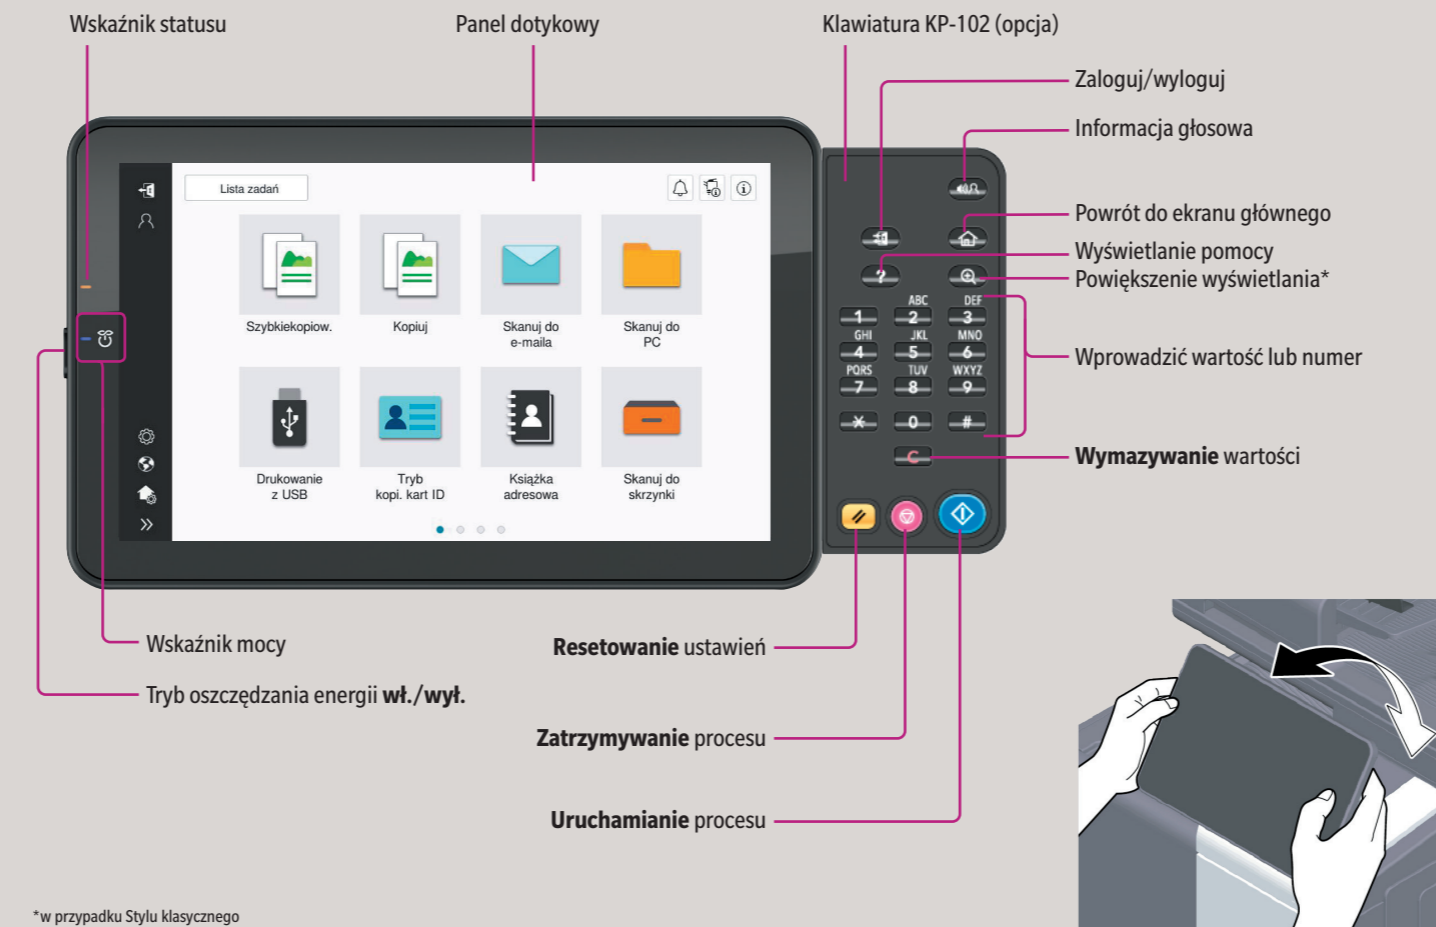 Wskaźnik statusu
Panel dotykowy
Klawiatura KP-102 (opcja)
Zaloguj/wyloguj
Informacja głosowa
Powrót do ekranu głównego
Wyświetlanie pomocy
Powiększenie wyświetlania*
Wprowadzić wartość lub numer
Wymazywanie wartości
Lista zadań
Szybkiekopiow.
Kopiuj
Skanuj do
e-maila
Skanuj do
PC
Drukowanie
z USB
Tryb
kopi. kart ID
Książka
adresowa
Skanuj do
skrzynki
?
ABC DEF
1 2 3
GHI JKL MNO
4 5 6
PQRS TUV WXYZ
7 8 9
* 0 #
C
Wskaźnik mocy
Tryb oszczędzania energii wł./wył.
Resetowanie ustawień
Zatrzymywanie procesu
Uruchamianie procesu
*w przypadku Stylu klasycznego